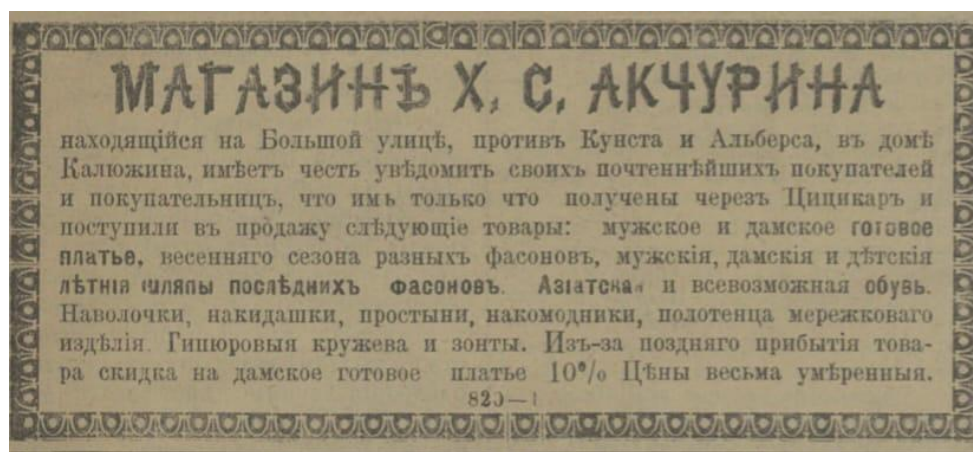 МАГАЗИНЪ Х. С. АКЧУРИНА
находящійся на Большой улицѣ, противъ Кунста и Альберса, въ домѣ
Калюжина, имѣетъ честь увѣдомить своихъ почтеннѣйшихъ покупателей
и покупательницъ, что имъ только что получены черезъ Цицикар и
поступили въ продажу слѣдующіе товары: мужское и дамское готовое
платье, весенняго сезона разныхъ фасоновъ, мужскія, дамскія и дѣтскія
лѣтнія шляпы послѣднихъ фасоновъ. Азіатская и всевозможная обувь.
Наволочки, накидашки, простыни, накомодники, полотенца мережковаго
издѣлія. Гипюровыя кружева и зонты. Изъ-за поздняго прибытія това-
ра скидка на дамское готовое платье 10% Цѣны весьма умѣренныя.
820—1